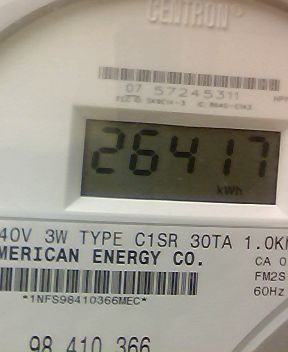 CENTRON
07 57245311
26417
kWh
40V 3W TYPE C1SR 30TA 1.0K
MERICAN ENERGY CO.
CA 0
FM2S
60Hz
*1NFS98410366MEC*
98 410 366